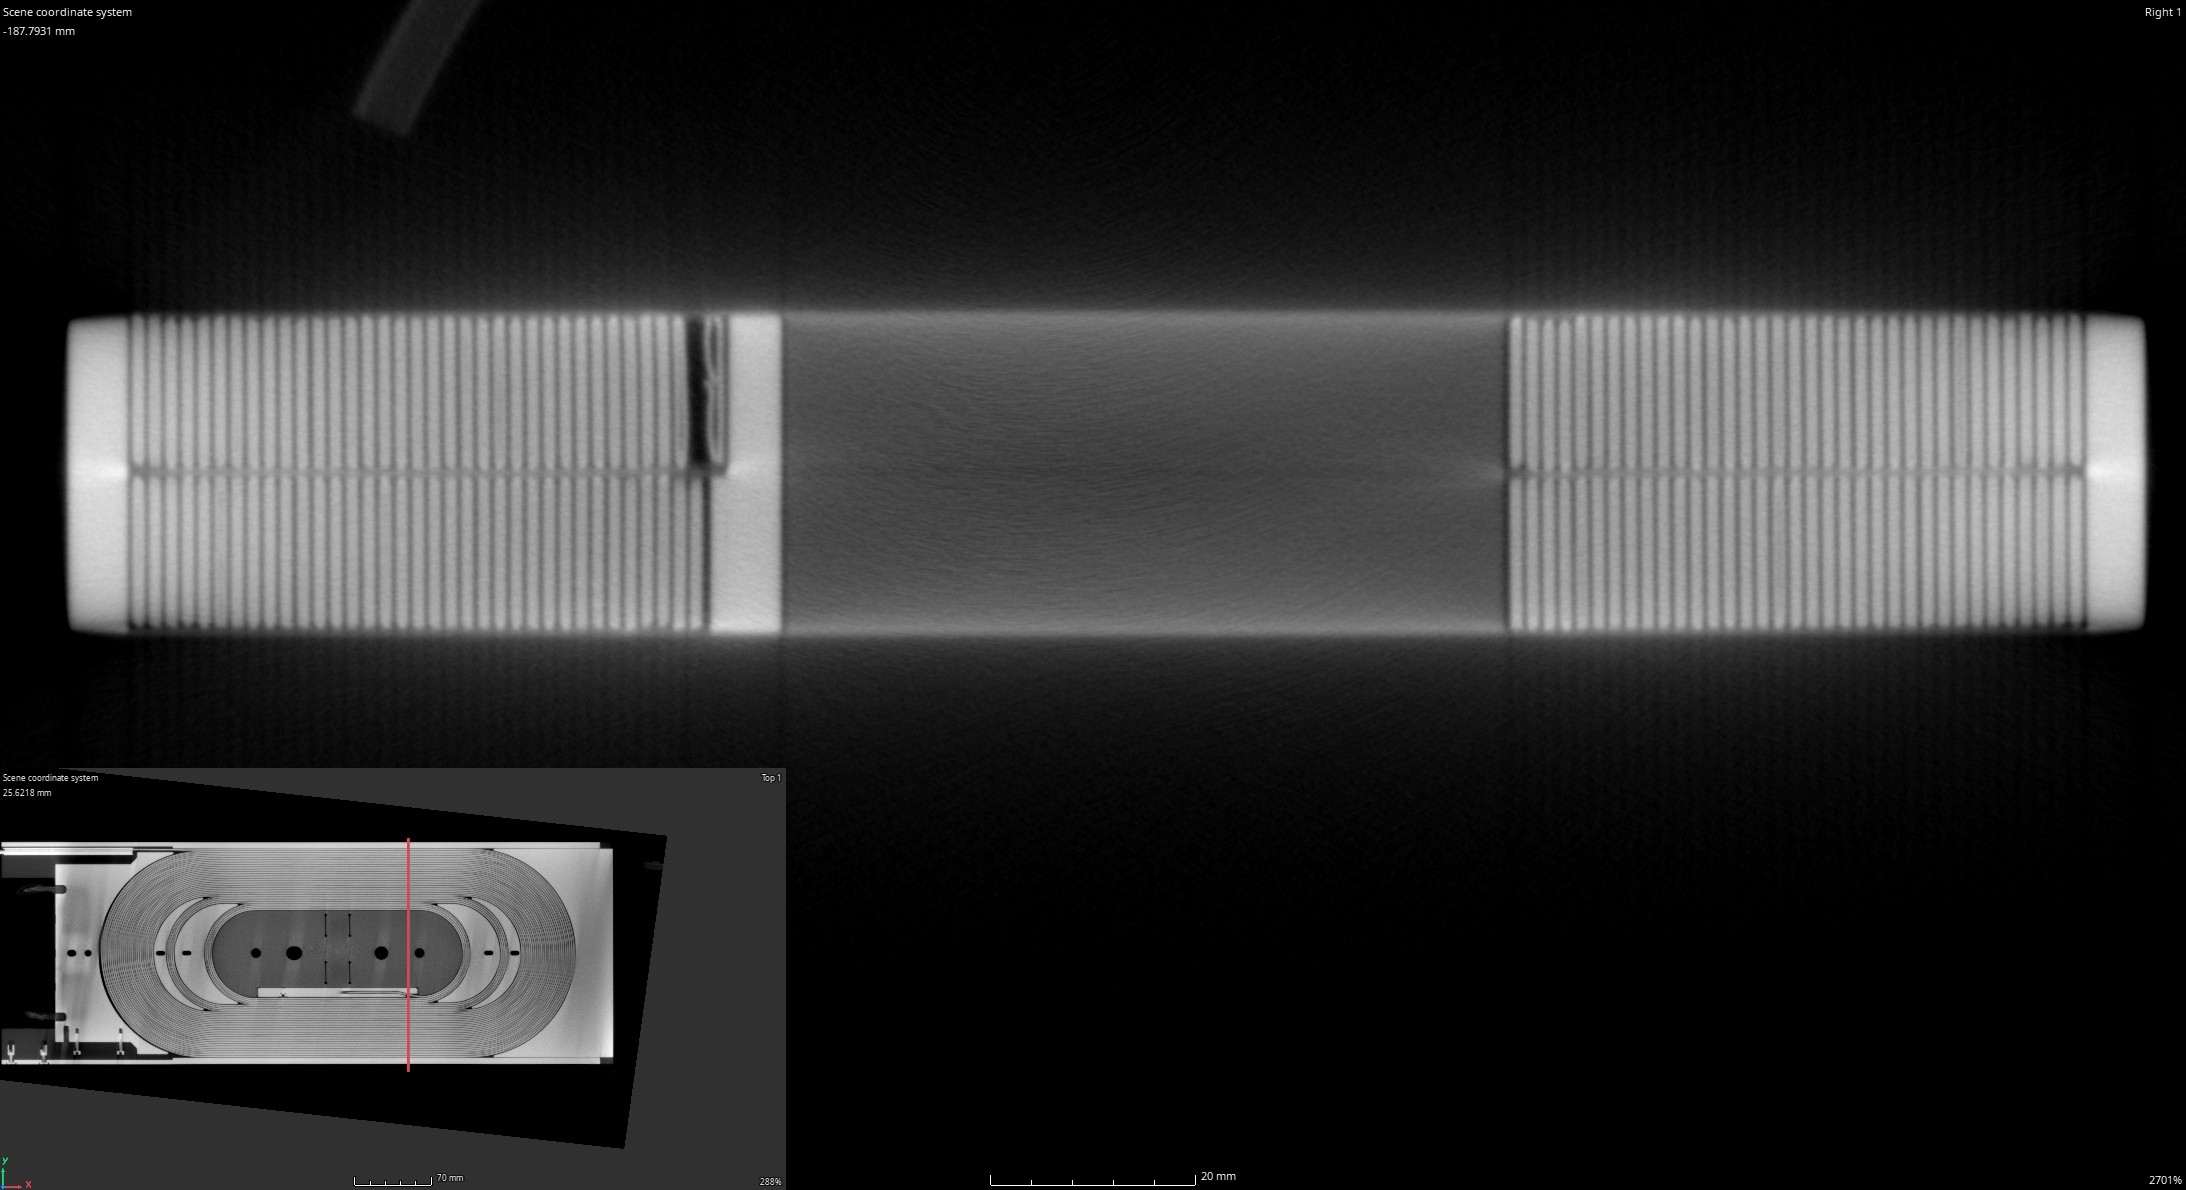 Scene coordinate system
Right 1
-187.7931 mm
Scene coordinate system
Top 1
25.6218 mm
y
x
70 mm
288%
20 mm
2701%